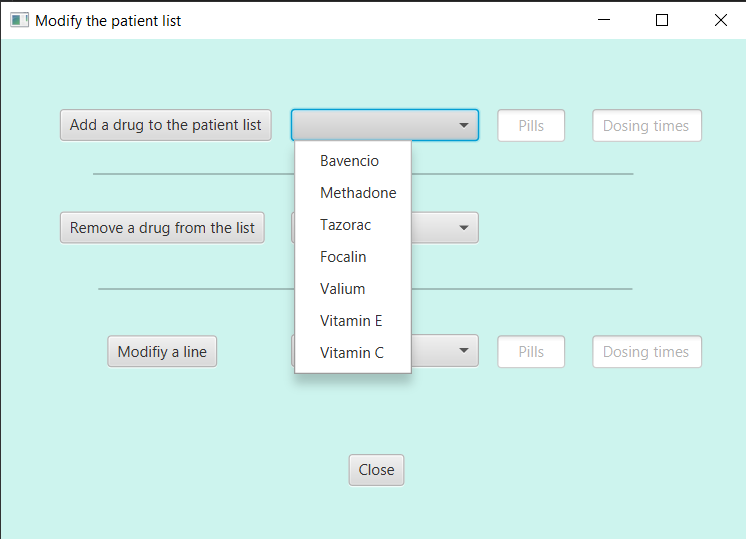 Modify the patient list
Add a drug to the patient list
Pills
Dosing times
Bavencio
Methadone
Tazorac
Focalin
Valium
Vitamin E
Vitamin C
Remove a drug from the list
Modifiy a line
Pills
Dosing times
Close